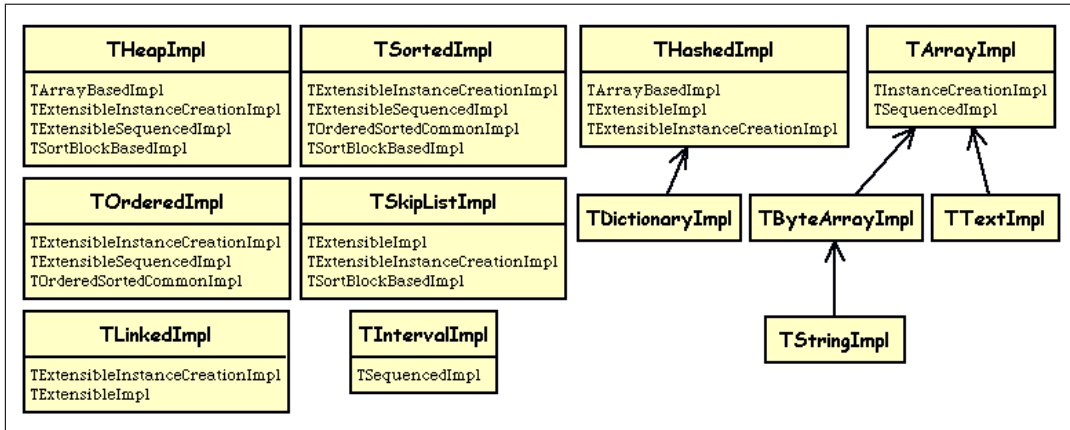 THeapImpl
TArrayBasedImpl
TExtensibleInstanceCreationImpl
TExtensibleSequencedImpl
TSortBlockBasedImpl
TSortedImpl
TExtensibleInstanceCreationImpl
TExtensibleSequencedImpl
TOrderedSortedCommonImpl
TSortBlockBasedImpl
THashedImpl
TArrayBasedImpl
TExtensibleImpl
TExtensibleInstanceCreationImpl
TArrayImpl
TInstanceCreationImpl
TSequencedImpl
TOrderedImpl
TExtensibleInstanceCreationImpl
TExtensibleSequencedImpl
TOrderedSortedCommonImpl
TSkipListImpl
TExtensibleImpl
TExtensibleInstanceCreationImpl
TSortBlockBasedImpl
TDictionaryImpl
TByteArrayImpl
TTextImpl
TLinkedImpl
TExtensibleInstanceCreationImpl
TExtensibleImpl
TIntervalImpl
TSequencedImpl
TStringImpl